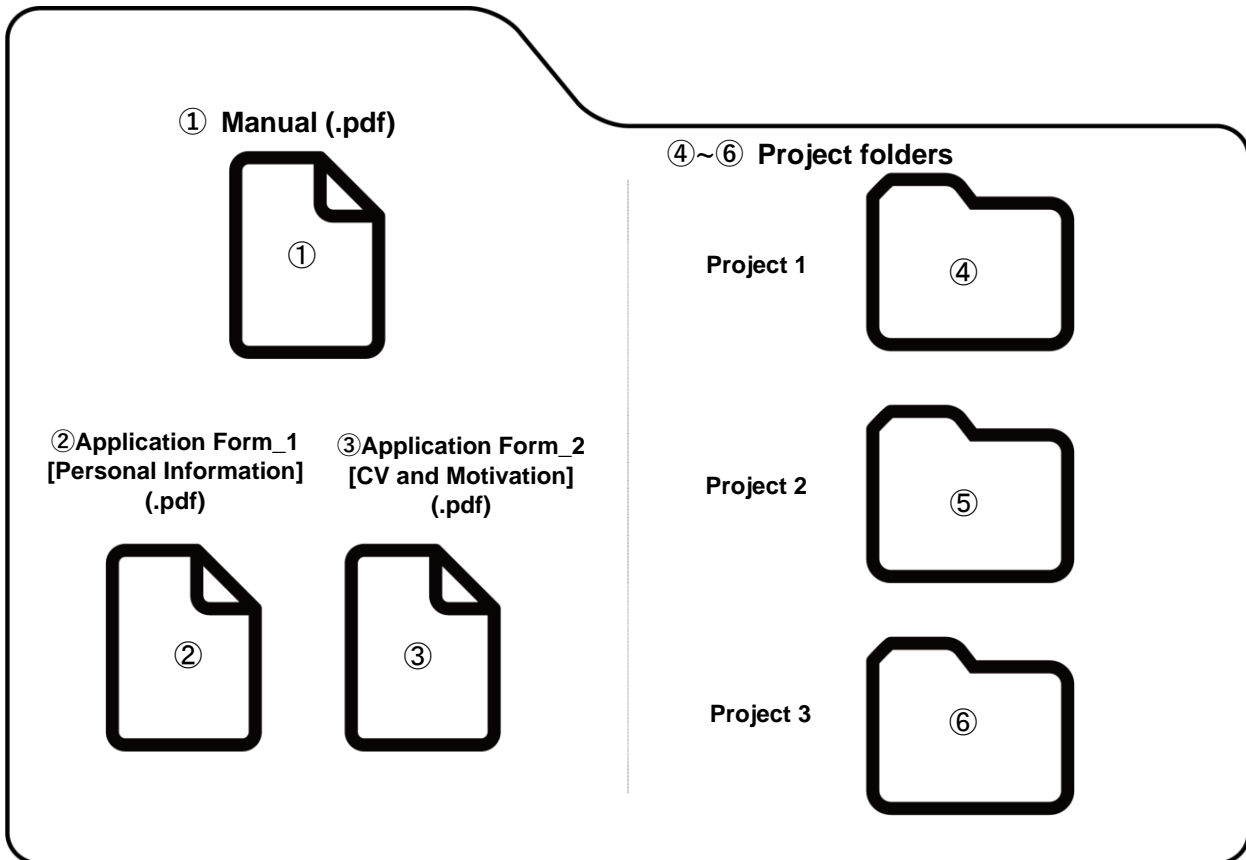 ① Manual (.pdf)
①
②Application Form_1
[Personal Information]
(.pdf)
②
③Application Form_2
[CV and Motivation]
(.pdf)
③
④~⑥ Project folders
Project 1
④
Project 2
⑤
Project 3
⑥